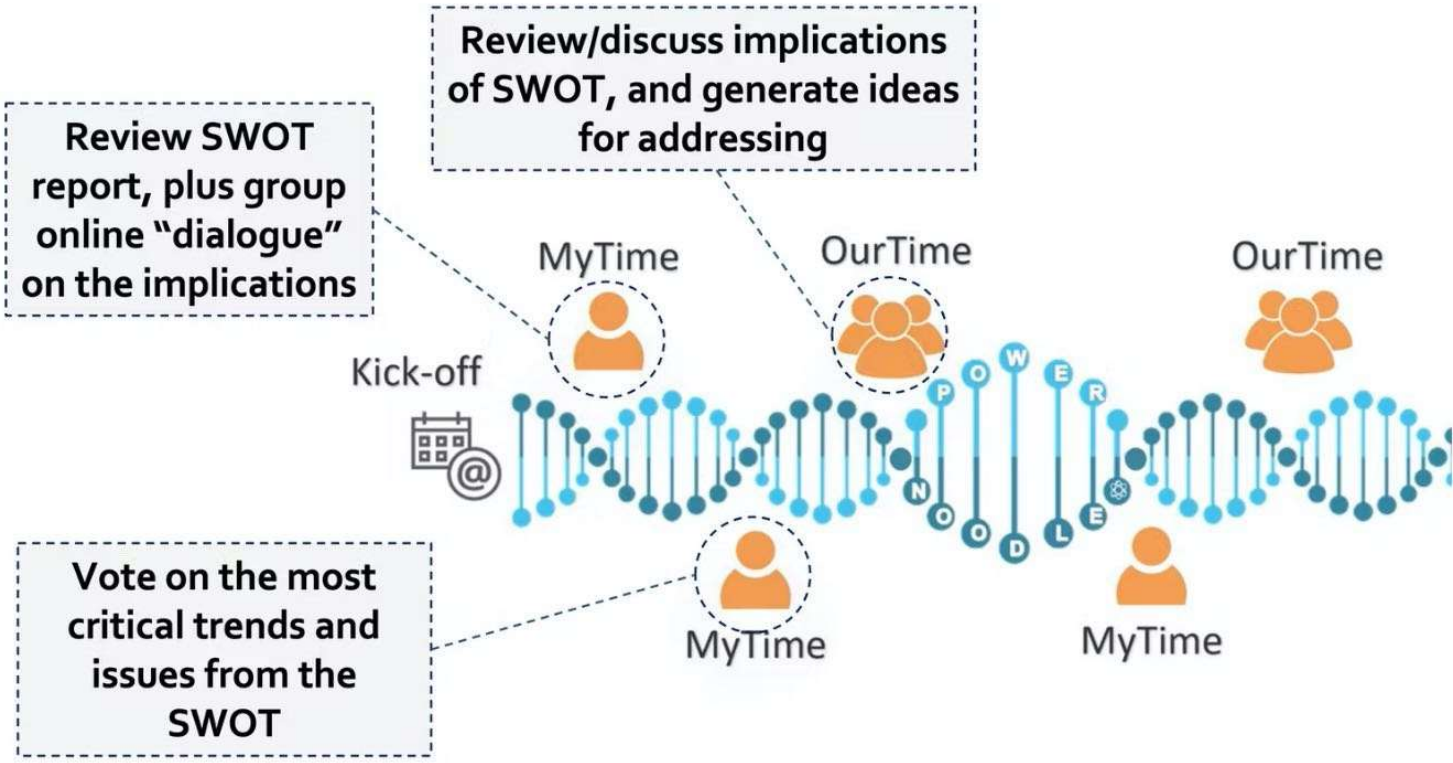 Review/discuss implications
of SWOT, and generate ideas
for addressing
Review SWOT
report, plus group
online “dialogue”
on the implications
MyTime
OurTime
OurTime
Kick-off
@
POWER
NOODLE
Vote on the most
critical trends and
issues from the
SWOT
MyTime
MyTime